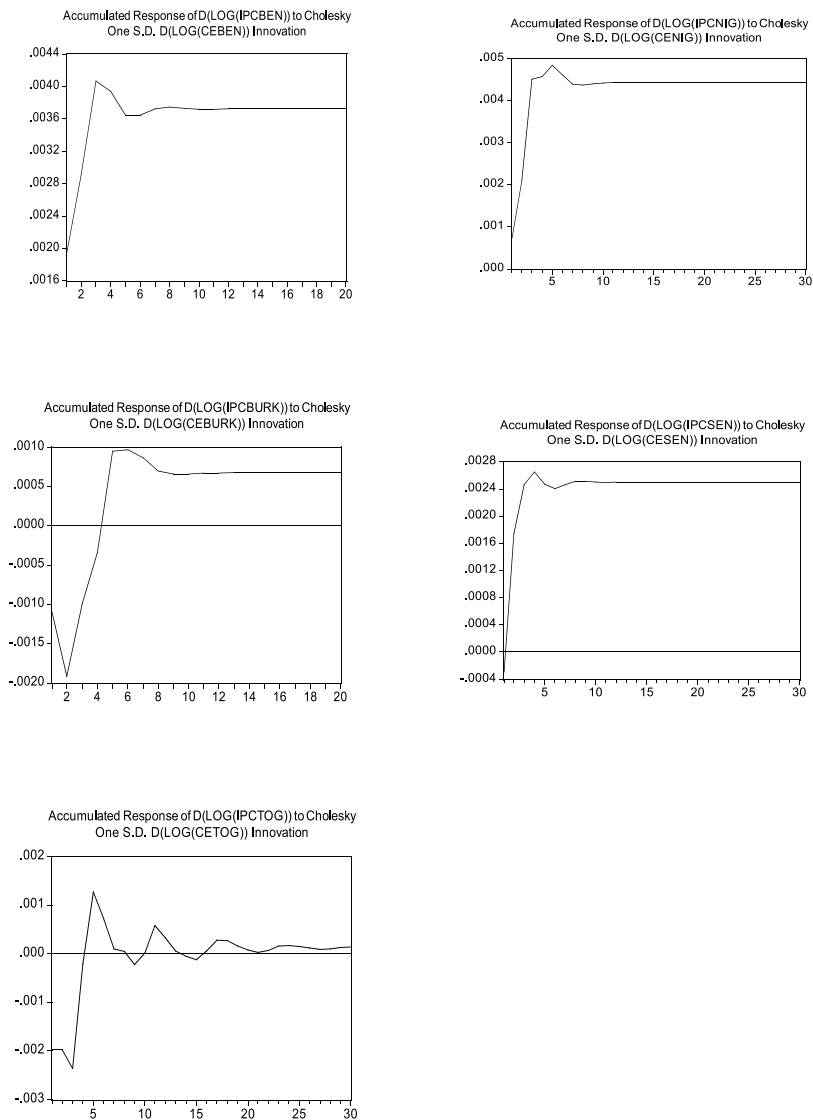 Accumulated Response of D(LOG(IPCBEN)) to Cholesky
One S.D. D(LOG(CEBEN)) Innovation
.0044
.0040
.0036
.0032
.0028
.0024
.0020
.0016
2 4 6 8 10 12 14 16 18 20
Accumulated Response of D(LOG(IPCNIG)) to Cholesky
One S.D. D(LOG(CENIG)) Innovation
.005
.004
.003
.002
.001
.000
5 10 15 20 25 30
Accumulated Response of D(LOG(IPCBURK)) to Cholesky
One S.D. D(LOG(CEBURK)) Innovation
.0010
.0005
.0000
-.0005
-.0010
-.0015
-.0020
2 4 6 8 10 12 14 16 18 20
Accumulated Response of D(LOG(IPCSEN)) to Cholesky
One S.D. D(LOG(CESEN)) Innovation
.0028
.0024
.0020
.0016
.0012
.0008
.0004
.0000
-.0004
5 10 15 20 25 30
Accumulated Response of D(LOG(IPCTOG)) to Cholesky
One S.D. D(LOG(CETOG)) Innovation
.002
.001
.000
-.001
-.002
-.003
5 10 15 20 25 30